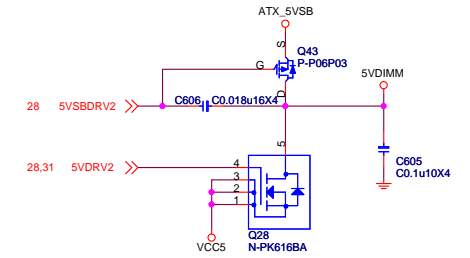 ATX_5VSB
S
Q43
P-P06P03
G
5VDIMM
D
28 5VSBDRV2
C606 C0.018u16X4
5
28,31 5VDRV2
4
3
2
1
C605
C0.1u10X4
VCC5
Q28
N-PK616BA